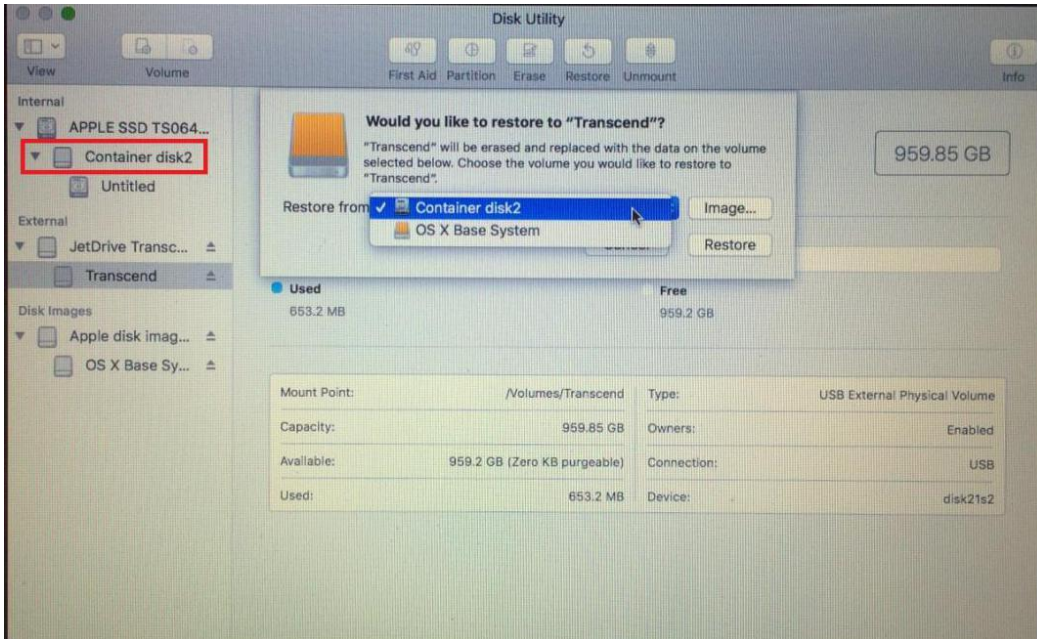 Disk Utility
View
Volume
First Aid
Partition
Erase
Restore
Unmount
Info
Internal
APPLE SSD TS064...
Container disk2
Untitled
External
JetDrive Transc...
Transcend
Disk Images
Apple disk imag...
OS X Base Sy...
Would you like to restore to “Transcend”?
"Transcend" will be erased and replaced with the data on the volume
selected below. Choose the volume you would like to restore to
"Transcend".
Restore from
Container disk2
OS X Base System
Image...
Restore
959.85 GB
Used
653.2 MB
Free
959.2 GB
Mount Point: /Volumes/Transcend
Capacity: 959.85 GB
Available: 959.2 GB (Zero KB purgeable)
Used: 653.2 MB
Type: USB External Physical Volume
Owners: Enabled
Connection: USB
Device: disk21s2